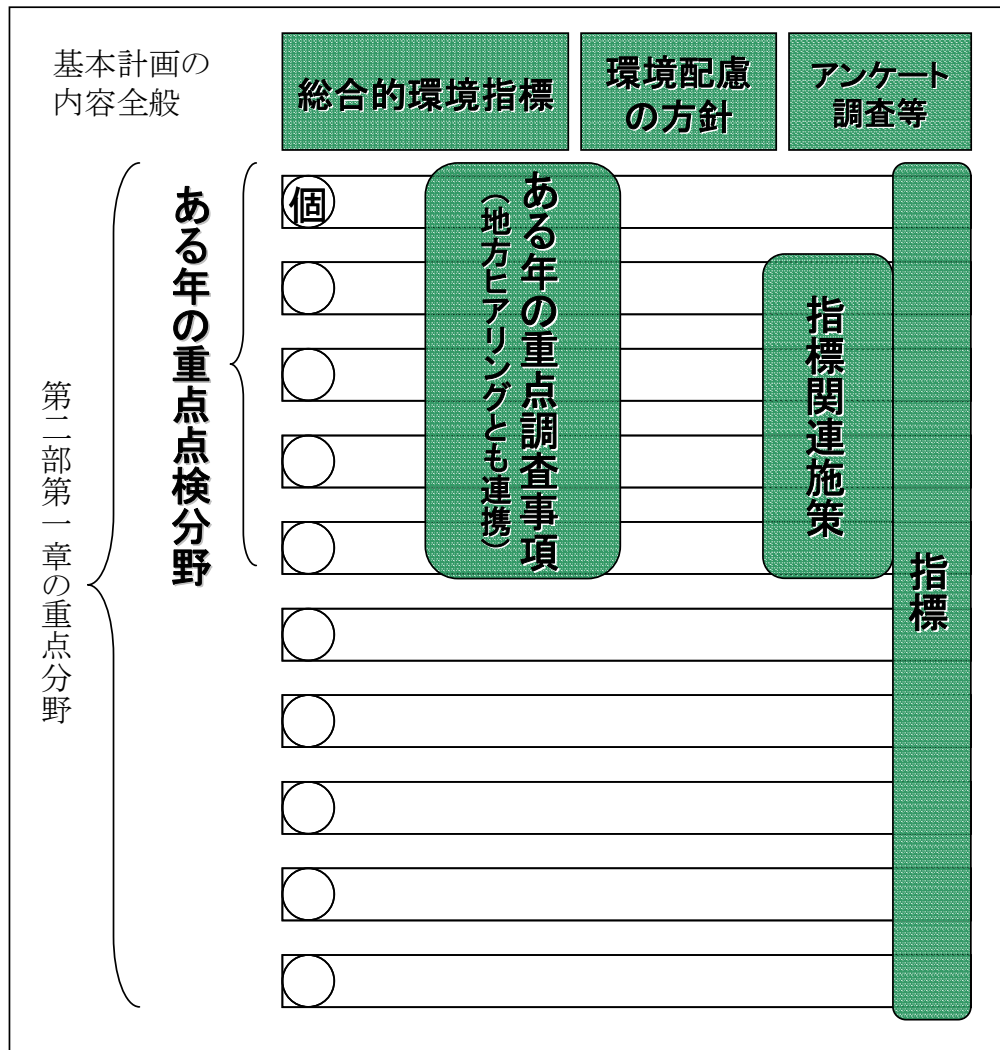 基本計画の
内容全般
総合的環境指標
環境配慮
の方針
アンケート
調査等
第二部第一章の重点分野
ある年の重点点検分野
個
ある年の重点調査事項
（地方ヒアリングとも連携）
指標関連施策
指標